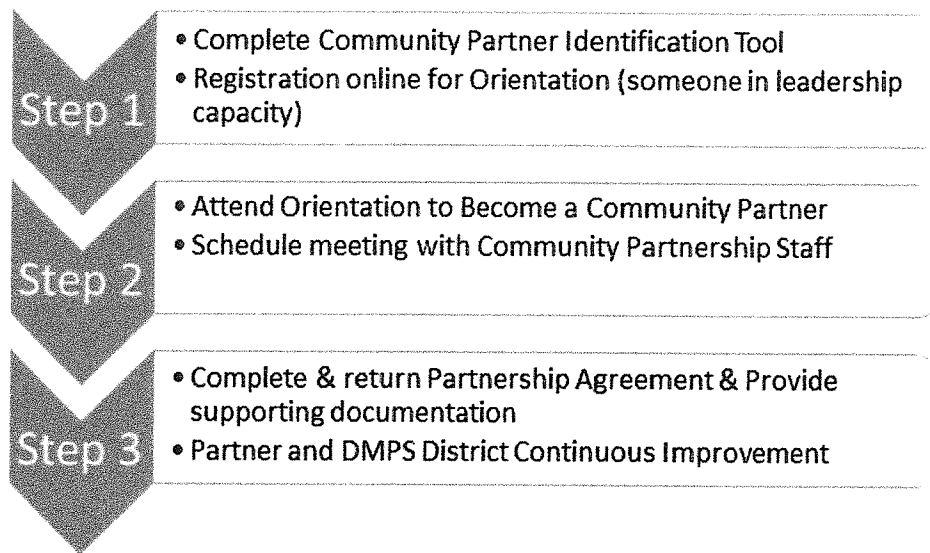 Step 1
• Complete Community Partner Identification Tool
• Registration online for Orientation (someone in leadership
capacity)
Step 2
• Attend Orientation to Become a Community Partner
• Schedule meeting with Community Partnership Staff
Step 3
• Complete & return Partnership Agreement & Provide
supporting documentation
• Partner and DMPS District Continuous Improvement